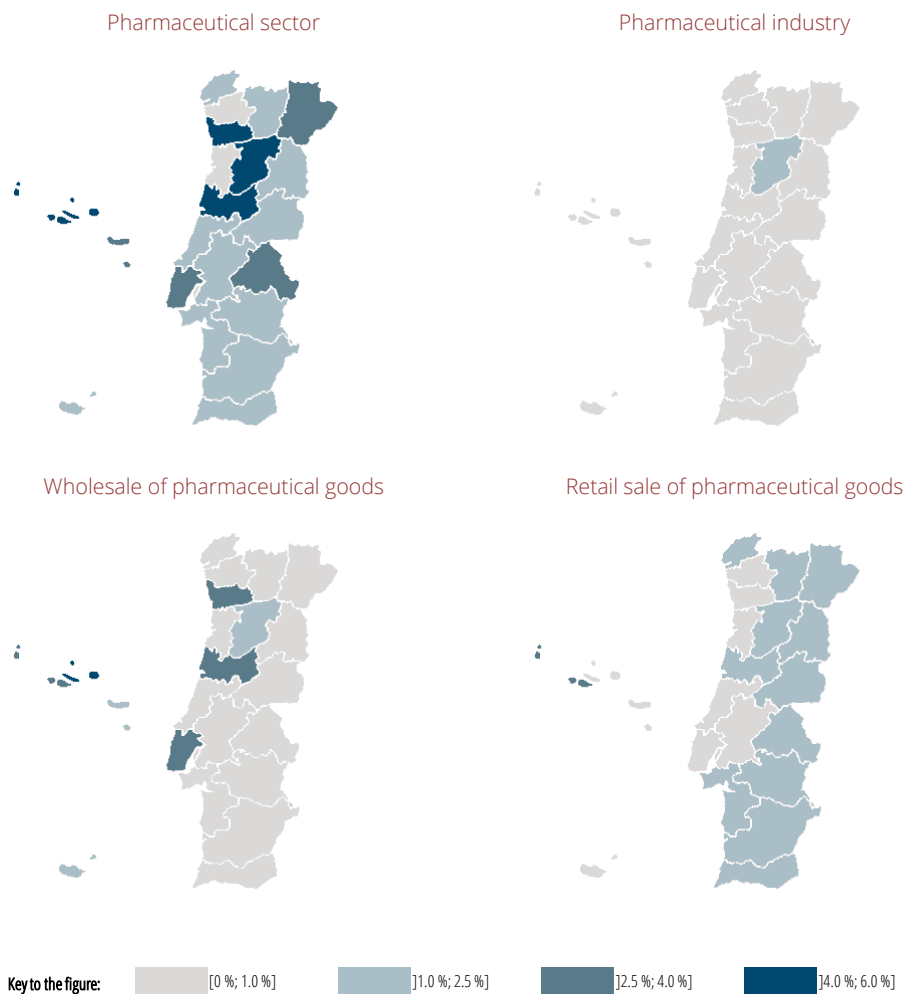 Pharmaceutical sector
Pharmaceutical industry
Wholesale of pharmaceutical goods
Retail sale of pharmaceutical goods
Key to the figure:
[0 %; 1.0 %]
]1.0 %; 2.5 %]
]2.5 %; 4.0 %]
]4.0 %; 6.0 %]